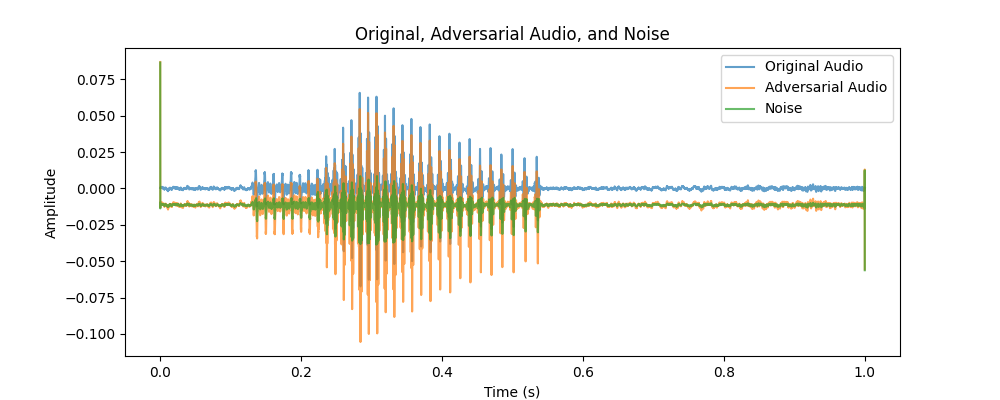 Original, Adversarial Audio, and Noise
Original Audio
Adversarial Audio
Noise
Amplitude
0.075
0.050
0.025
0.000
−0.025
−0.050
−0.075
−0.100
0.0 0.2 0.4 0.6 0.8 1.0
Time (s)